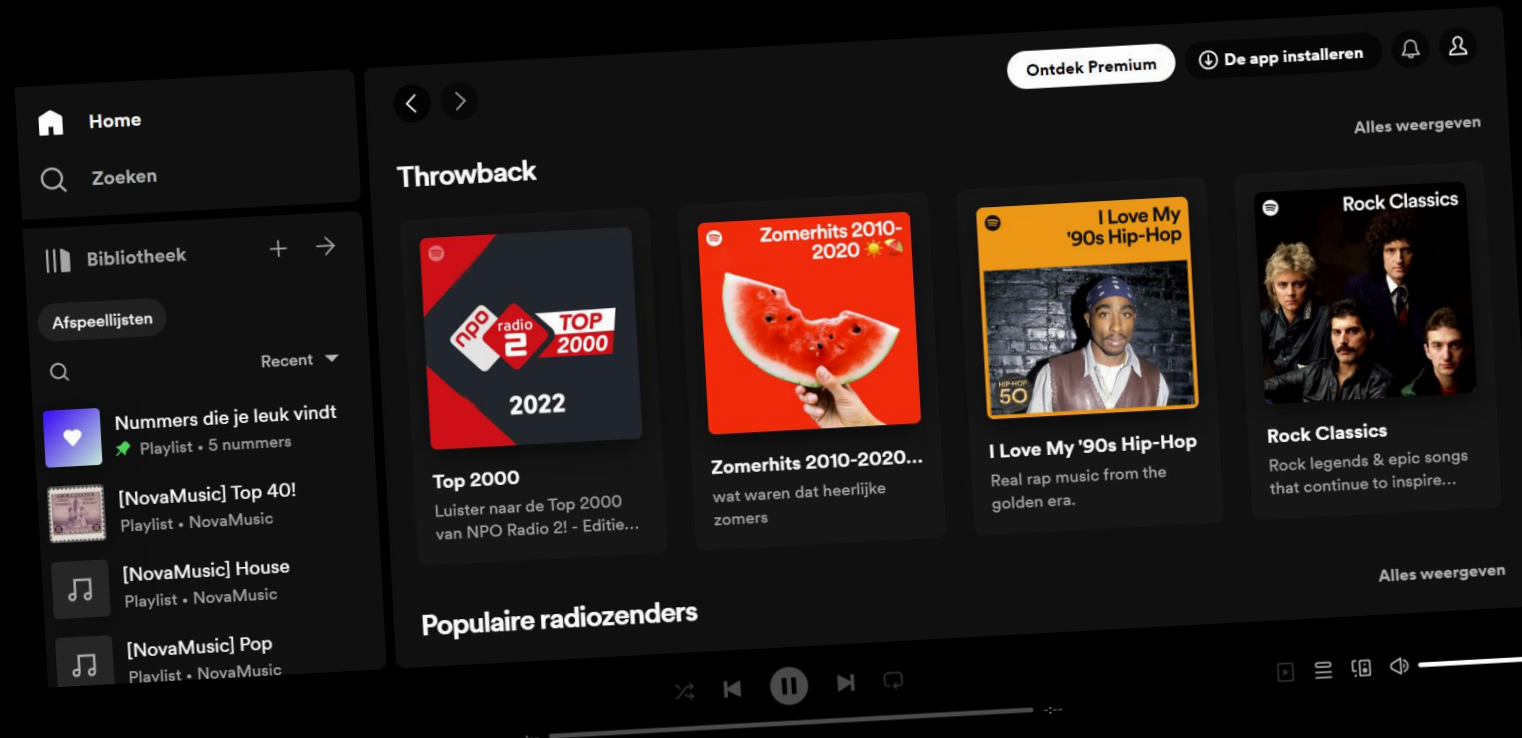 Home
Zoeken
Bibliotheek
Afspeellijsten
Recent
Nummers die je leuk vindt
Playlist • 5 nummers
[NovaMusic] Top 40!
Playlist • NovaMusic
[NovaMusic] House
Playlist • NovaMusic
[NovaMusic] Pop
Playlist • NovaMusic
Ontdek Premium
De app installeren
Throwback
Alles weergeven
npo
radio
2
TOP
2000
2022
Top 2000
Luister naar de Top 2000
van NPO Radio 2! - Editie...
Zomerhits 2010-
2020 ☀️⛱️
Zomerhits 2010-2020...
wat waren dat heerlijke
zomers
I Love My
'90s Hip-Hop
HIP-HOP
50
I Love My '90s Hip-Hop
Real rap music from the
golden era.
Rock Classics
Rock Classics
Rock legends & epic songs
that continue to inspire...
Populaire radiozenders
Alles weergeven
-:--
-:--